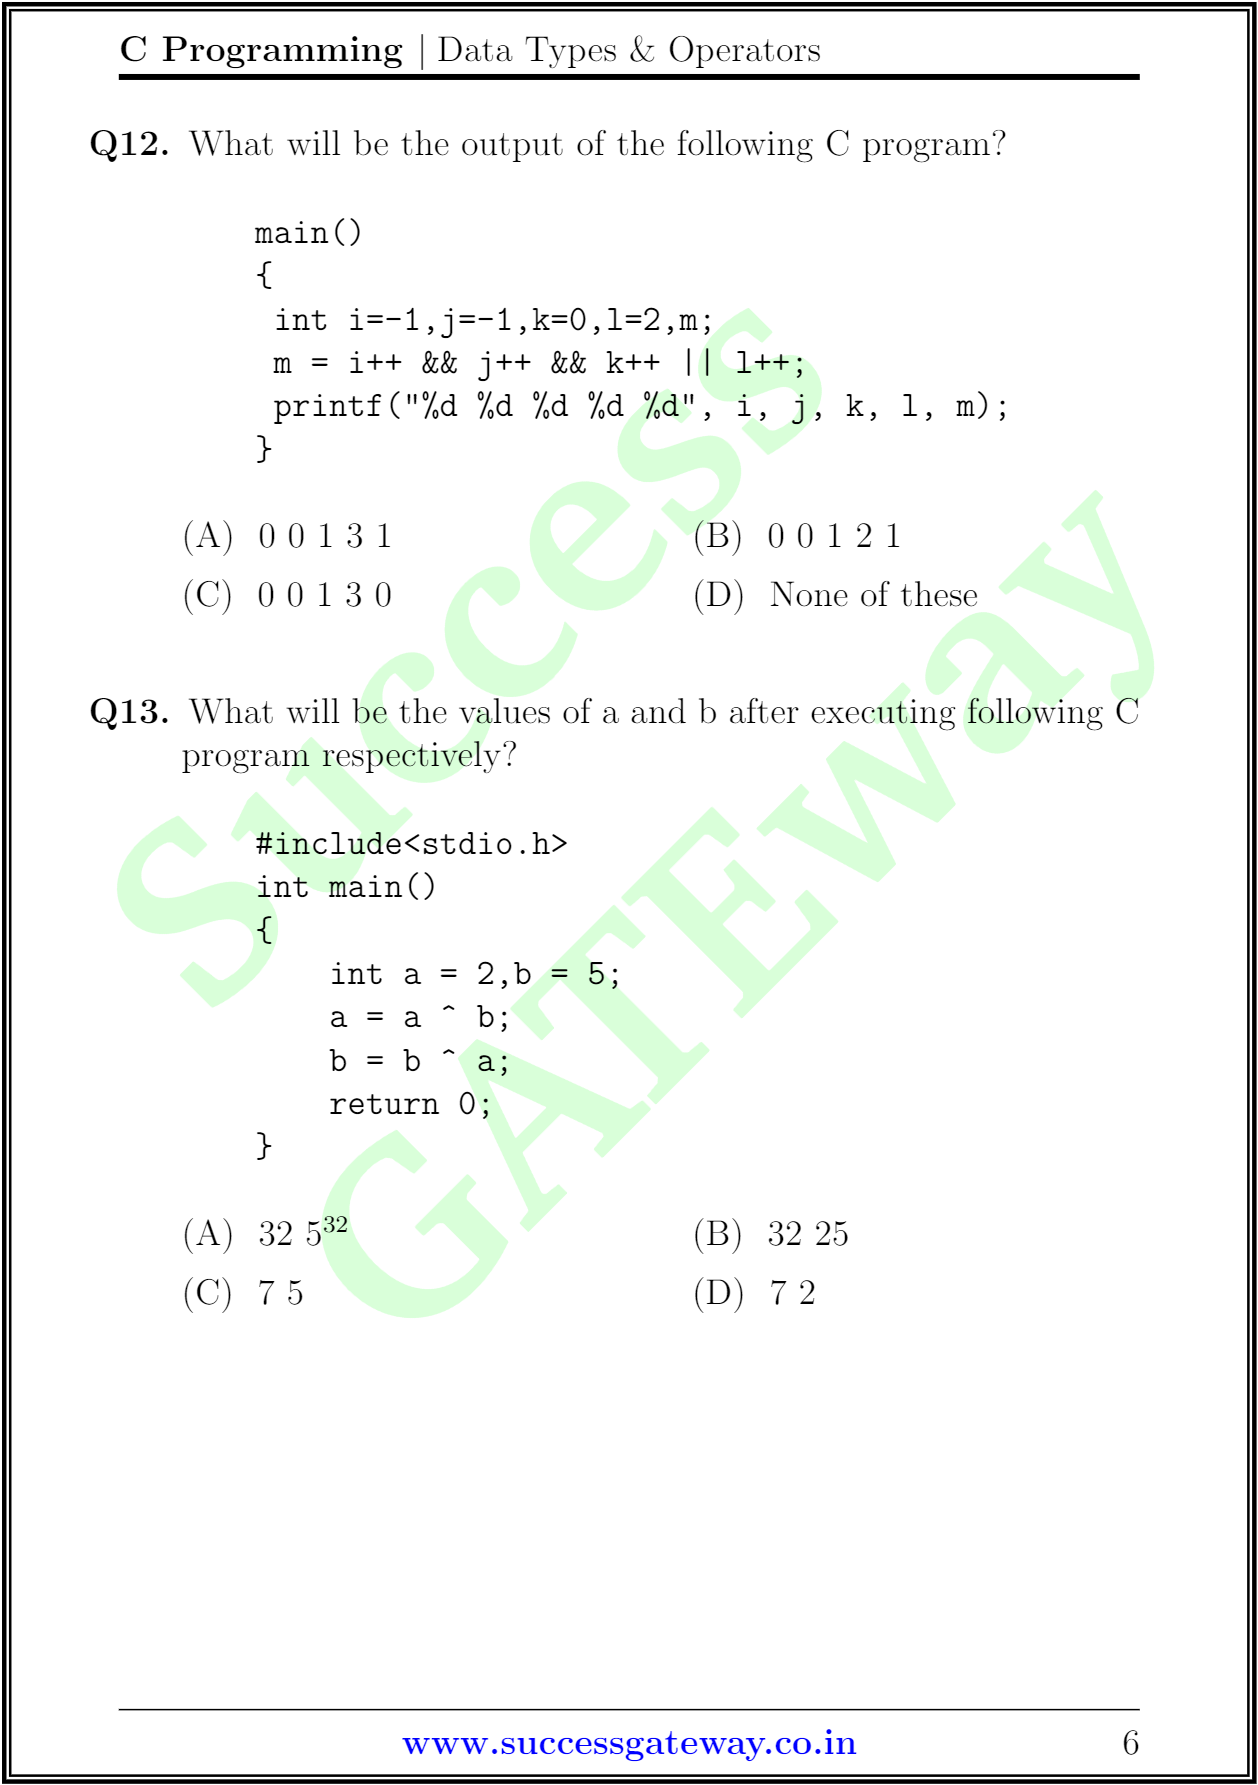 C Programming | Data Types & Operators
Q12. What will be the output of the following C program?
main()
{
int i=-1,j=-1,k=0,l=2,m;
m = i++ && j++ && k++ || l++;
printf("%d %d %d %d %d", i, j, k, l, m);
}
(A) 0 0 1 3 1 (B) 0 0 1 2 1
(C) 0 0 1 3 0 (D) None of these
Q13. What will be the values of a and b after executing following C
program respectively?
#include<stdio.h>
int main()
{
int a = 2,b = 5;
a = a ^ b;
b = b ^ a;
return 0;
}
(A) 32 5³² (B) 32 25
(C) 7 5 (D) 7 2
Success
GATEway
www.successgateway.co.in 6